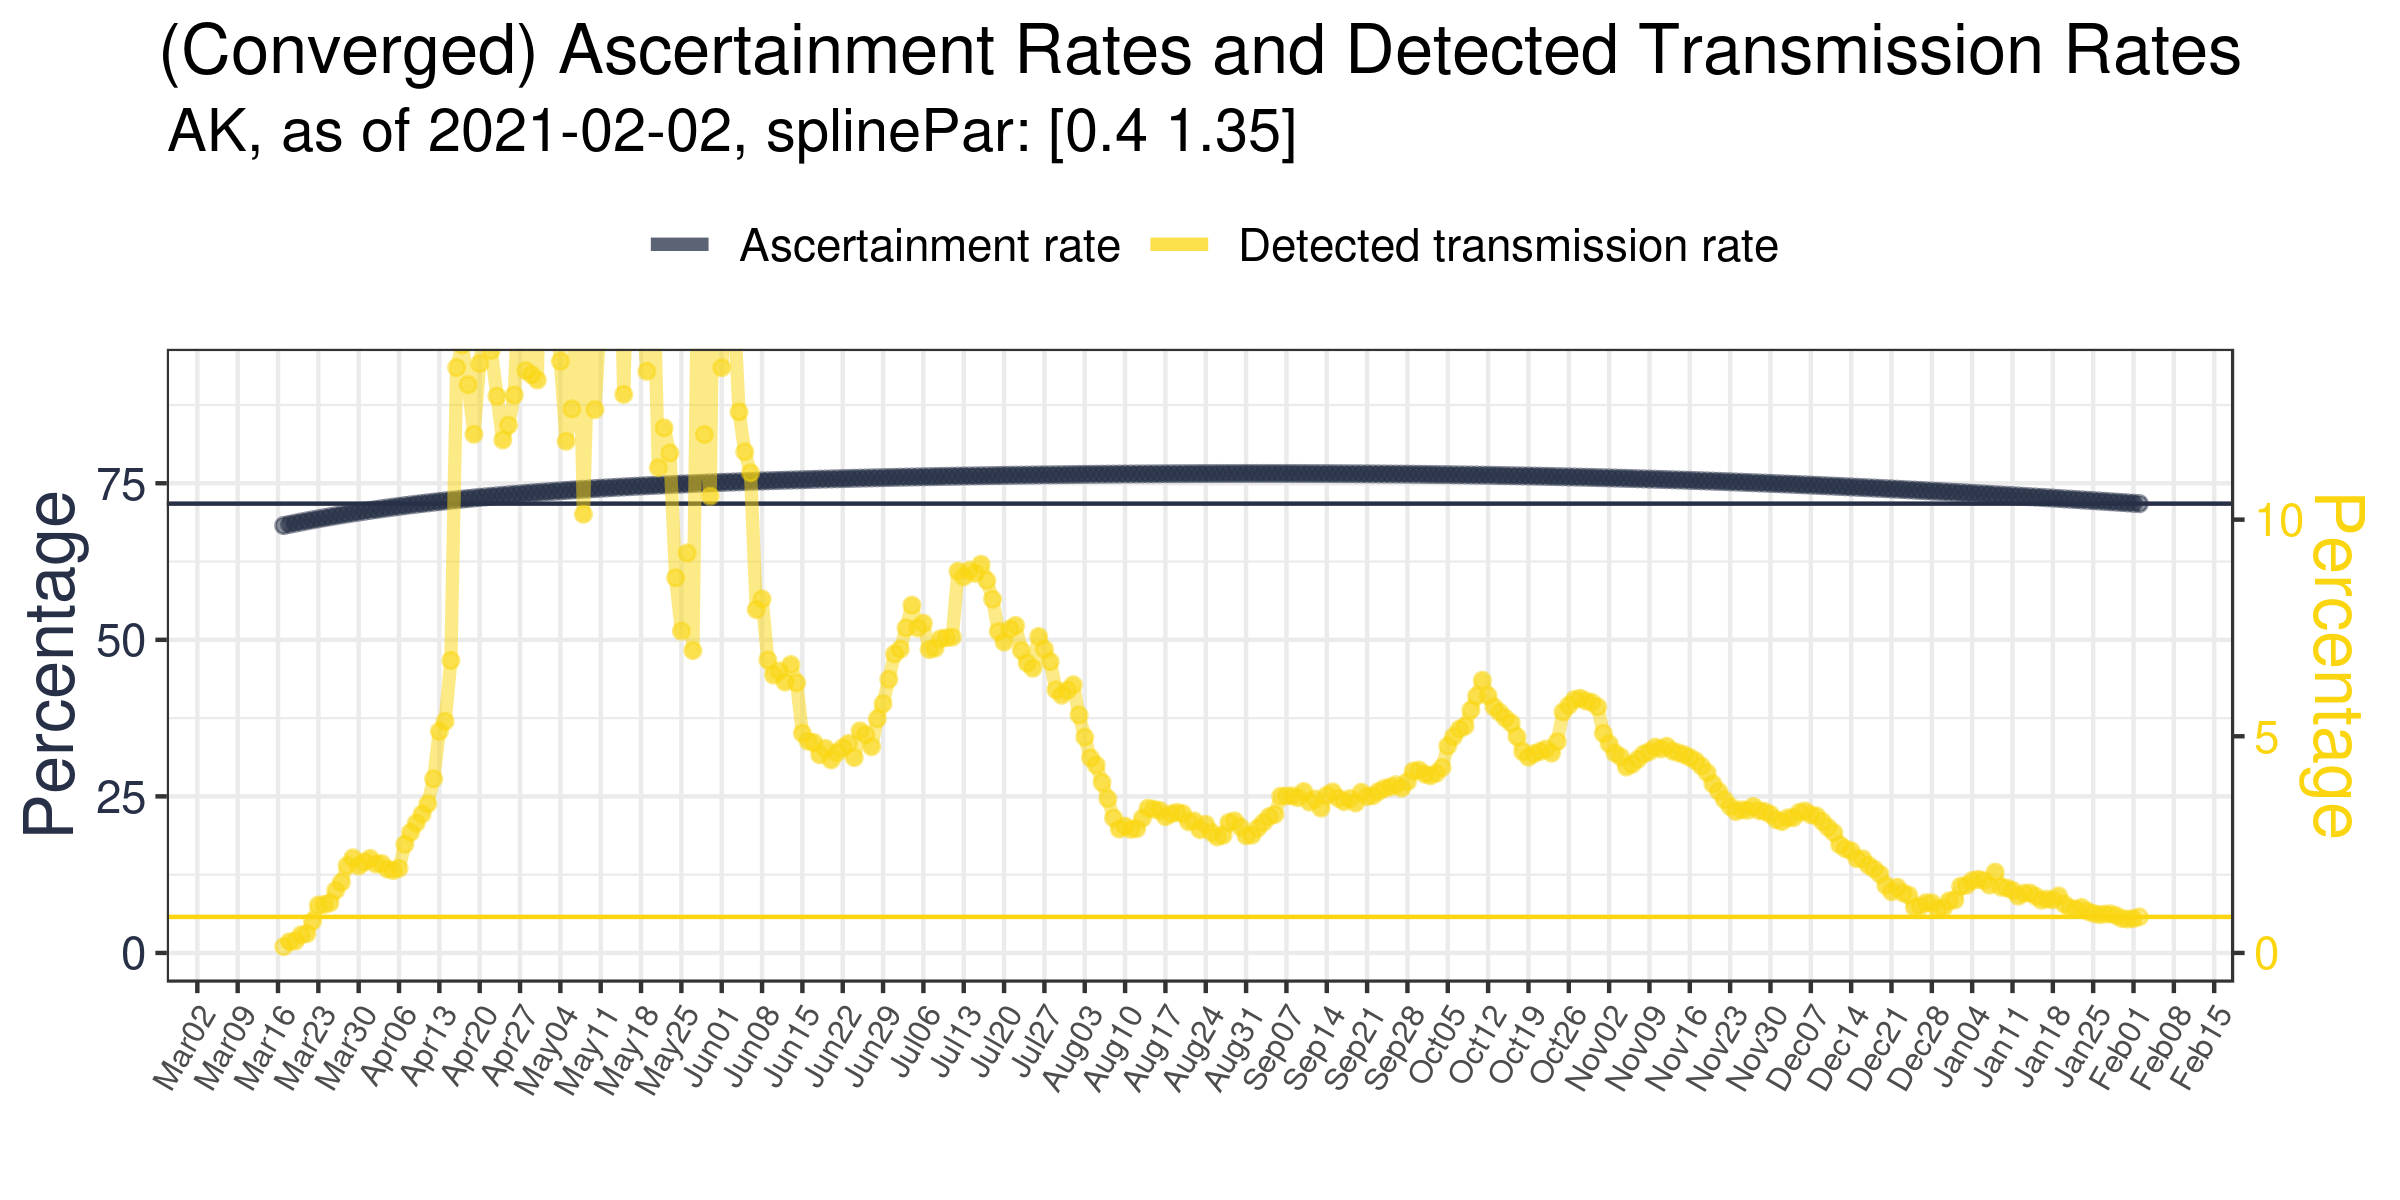 (Converged) Ascertainment Rates and Detected Transmission Rates
AK, as of 2021-02-02, splinePar: [0.4 1.35]
Ascertainment rate
Detected transmission rate
Percentage
75
50
25
0
10
5
0
Percentage
Mar02
Mar09
Mar16
Mar23
Mar30
Apr06
Apr13
Apr20
Apr27
May04
May11
May18
May25
Jun01
Jun08
Jun15
Jun22
Jun29
Jul06
Jul13
Jul20
Jul27
Aug03
Aug10
Aug17
Aug24
Aug31
Sep07
Sep14
Sep21
Sep28
Oct05
Oct12
Oct19
Oct26
Nov02
Nov09
Nov16
Nov23
Nov30
Dec07
Dec14
Dec21
Dec28
Jan04
Jan11
Jan18
Jan25
Feb01
Feb08
Feb15